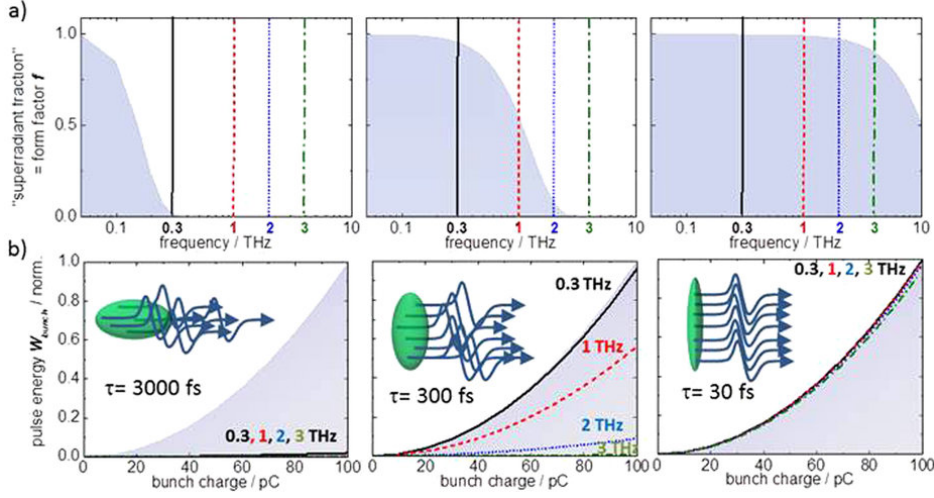 a)
"superradiant fraction"
= form factor f
1.0
0.5
0.0
0.1
0.3
1
2
3
10
frequency / THz
0.1
0.3
1
2
3
10
frequency / THz
0.1
0.3
1
2
3
10
frequency / THz
b)
pulse energy Wbunch / norm.
1.0
0.8
0.6
0.4
0.2
0.0
τ= 3000 fs
0.3, 1, 2, 3 THz
0
20
40
60
80
100
bunch charge / pC
0.3 THz
1 THz
τ= 300 fs
2 THz
3 THz
0
20
40
60
80
100
bunch charge / pC
0.3, 1, 2, 3 THz
τ= 30 fs
0
20
40
60
80
100
bunch charge / pC